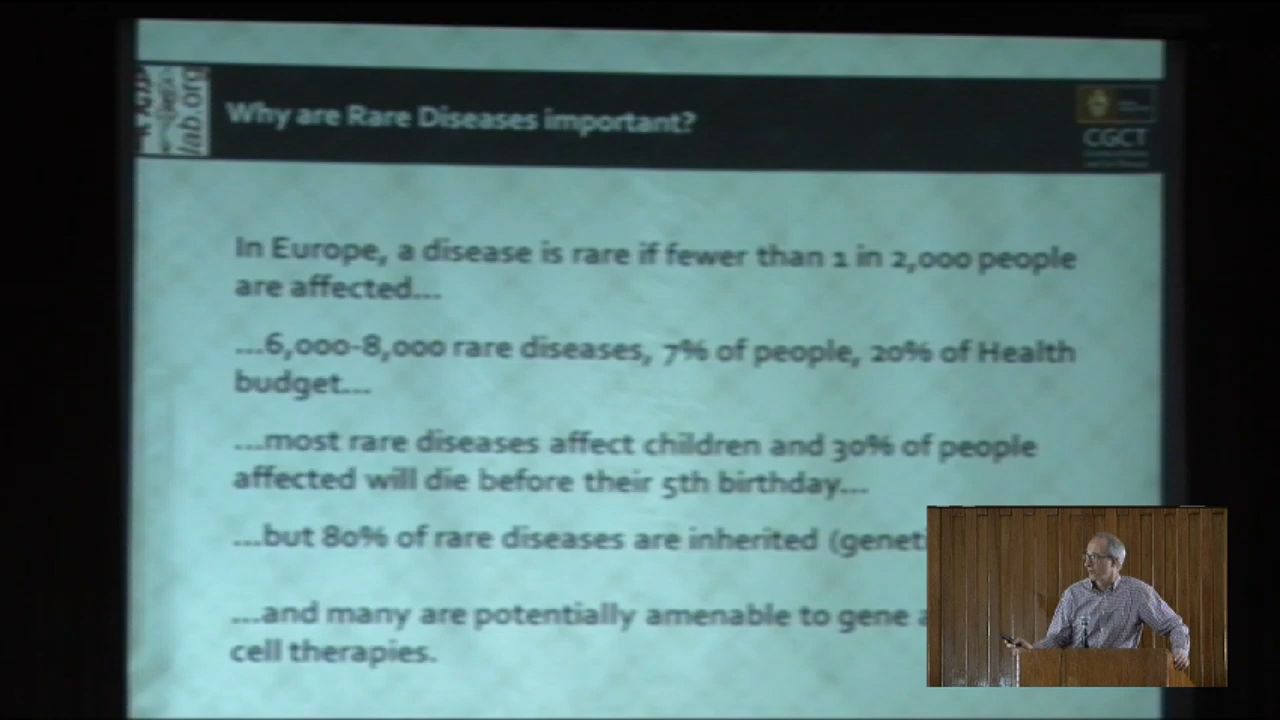 Why are Rare Diseases important?
lab.org
CGCT
In Europe, a disease is rare if fewer than 1 in 2,000 people
are affected...
...6,000-8,000 rare diseases, 7% of people, 20% of Health
budget...
...most rare diseases affect children and 30% of people
affected will die before their 5th birthday...
...but 80% of rare diseases are inherited (geneti
...and many are potentially amenable to gene a
cell therapies.